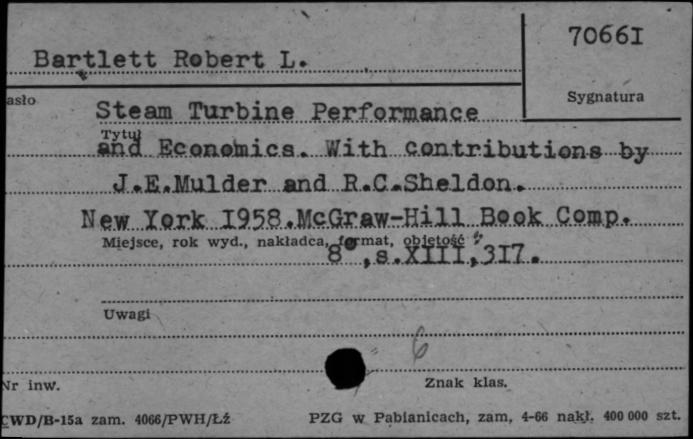 70661
Bartlett Robert L.
asło
Sygnatura
Steam Turbine Performance
Tytuł
and Economics. With contributions by
J.E.Mulder and R.C.Sheldon.
New York 1958.McGraw-Hill Book Comp.
Miejsce, rok wyd., nakładca, format, objętość
8°,s.XIII,317.
Uwagi
6
Nr inw.
Znak klas.
CWD/B-15a zam. 4066/PWH/Łź
PZG w Pabianicach, zam. 4-66 nakł. 400 000 szt.